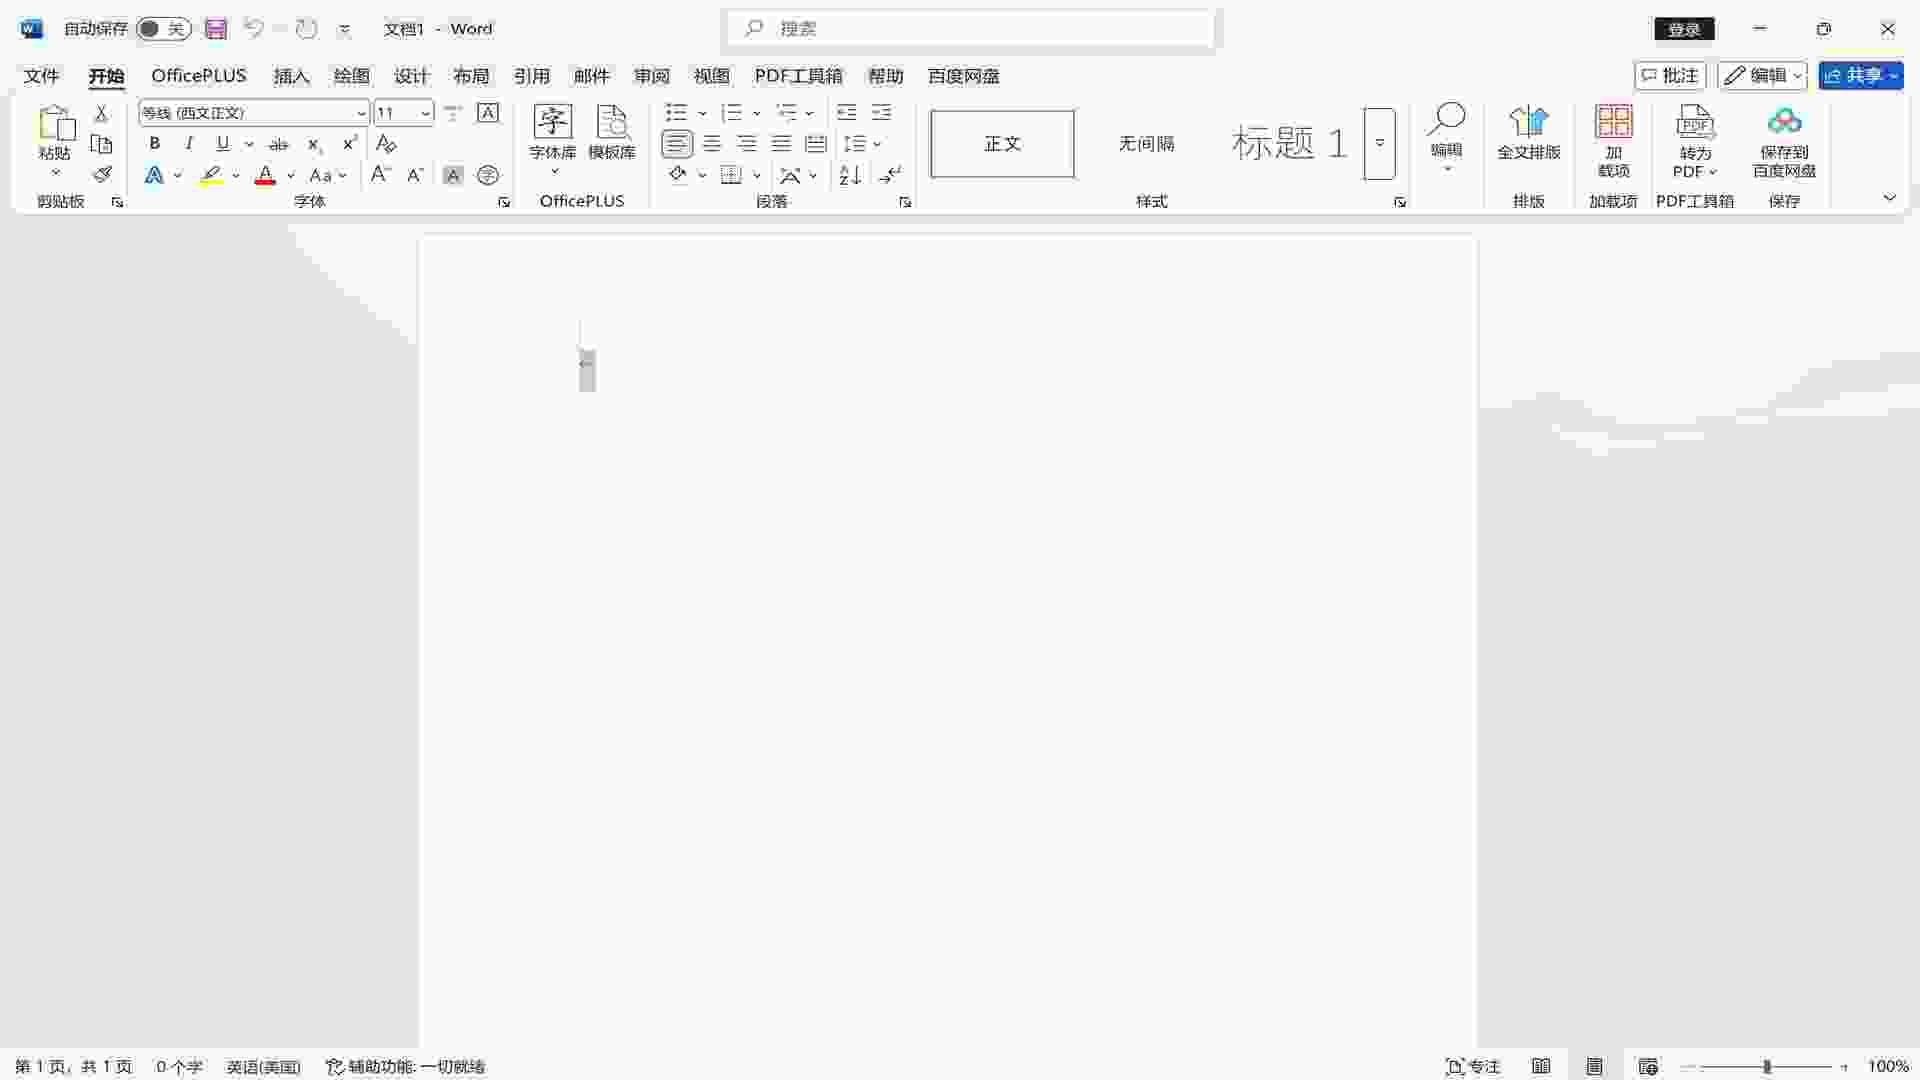 自动保存 关 文档1 - Word 搜索 登录
文件 开始 OfficePLUS 插入 绘图 设计 布局 引用 邮件 审阅 视图 PDF工具箱 帮助 百度网盘 批注 编辑 共享
粘贴
剪贴板
等线 (西文正文) 11
B I U ab x x A
A A Aa A A A 字
字体
字体库 模板库
OfficePLUS
段落
正文 无间隔 标题 1
样式
编辑
全文排版
排版
加
载项
加载项
转为
PDF
PDF工具箱
保存到
百度网盘
保存
第 1 页，共 1 页 0 个字 英语(美国) 辅助功能: 一切就绪 专注 100%